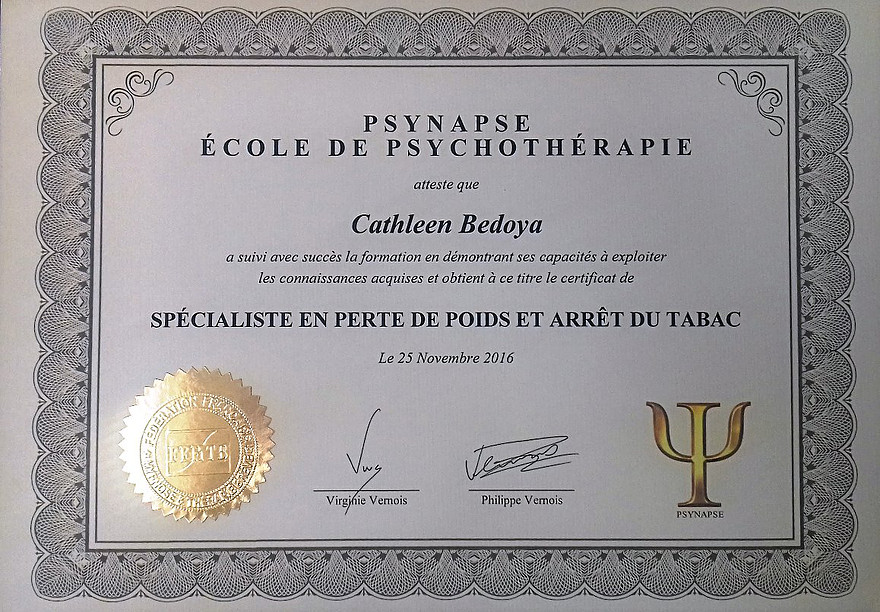 PSYNAPSE
ÉCOLE DE PSYCHOTHÉRAPIE
atteste que
Cathleen Bedoya
a suivi avec succès la formation en démontrant ses capacités à exploiter
les connaissances acquises et obtient à ce titre le certificat de
SPÉCIALISTE EN PERTE DE POIDS ET ARRÊT DU TABAC
Le 25 Novembre 2016
FÉDÉRATION FRANÇAISE
Virginie Vernois
Philippe Vernois
PSYNAPSE